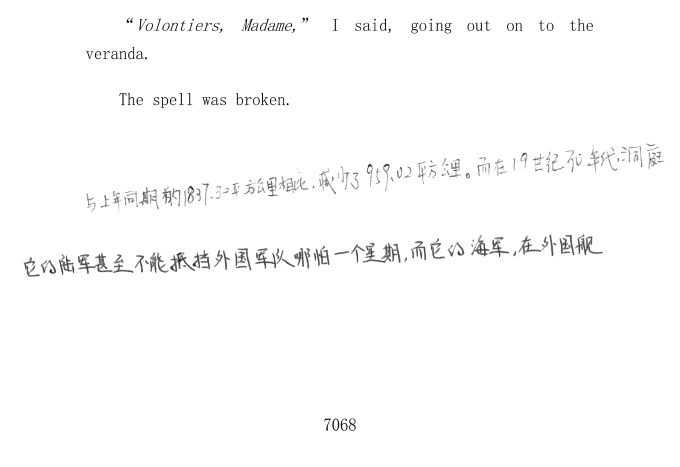 “Volontiers, Madame,” I said, going out on to the
veranda.
The spell was broken.
与上年同期的1837.32平方公里相比,减少了959.02平方公里。而在19世纪五十年代,洞庭
它的陆军甚至不能抵挡外国军队哪怕一个星期,而它的海军,在外国舰
7068